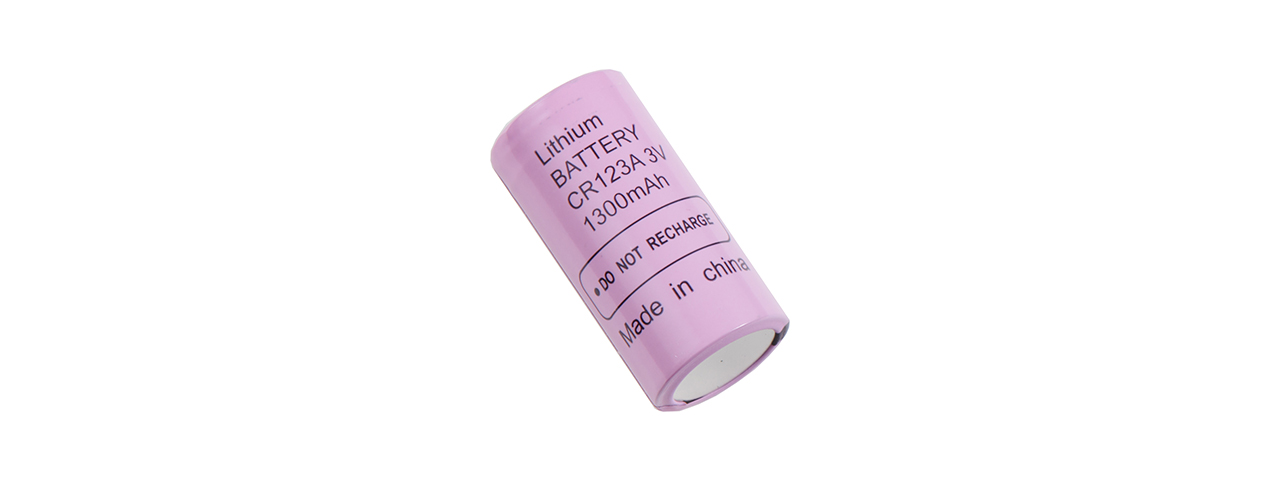 Lithium
BATTERY
CR123A 3V
1300mAh
•DO NOT RECHARGE
Made in china